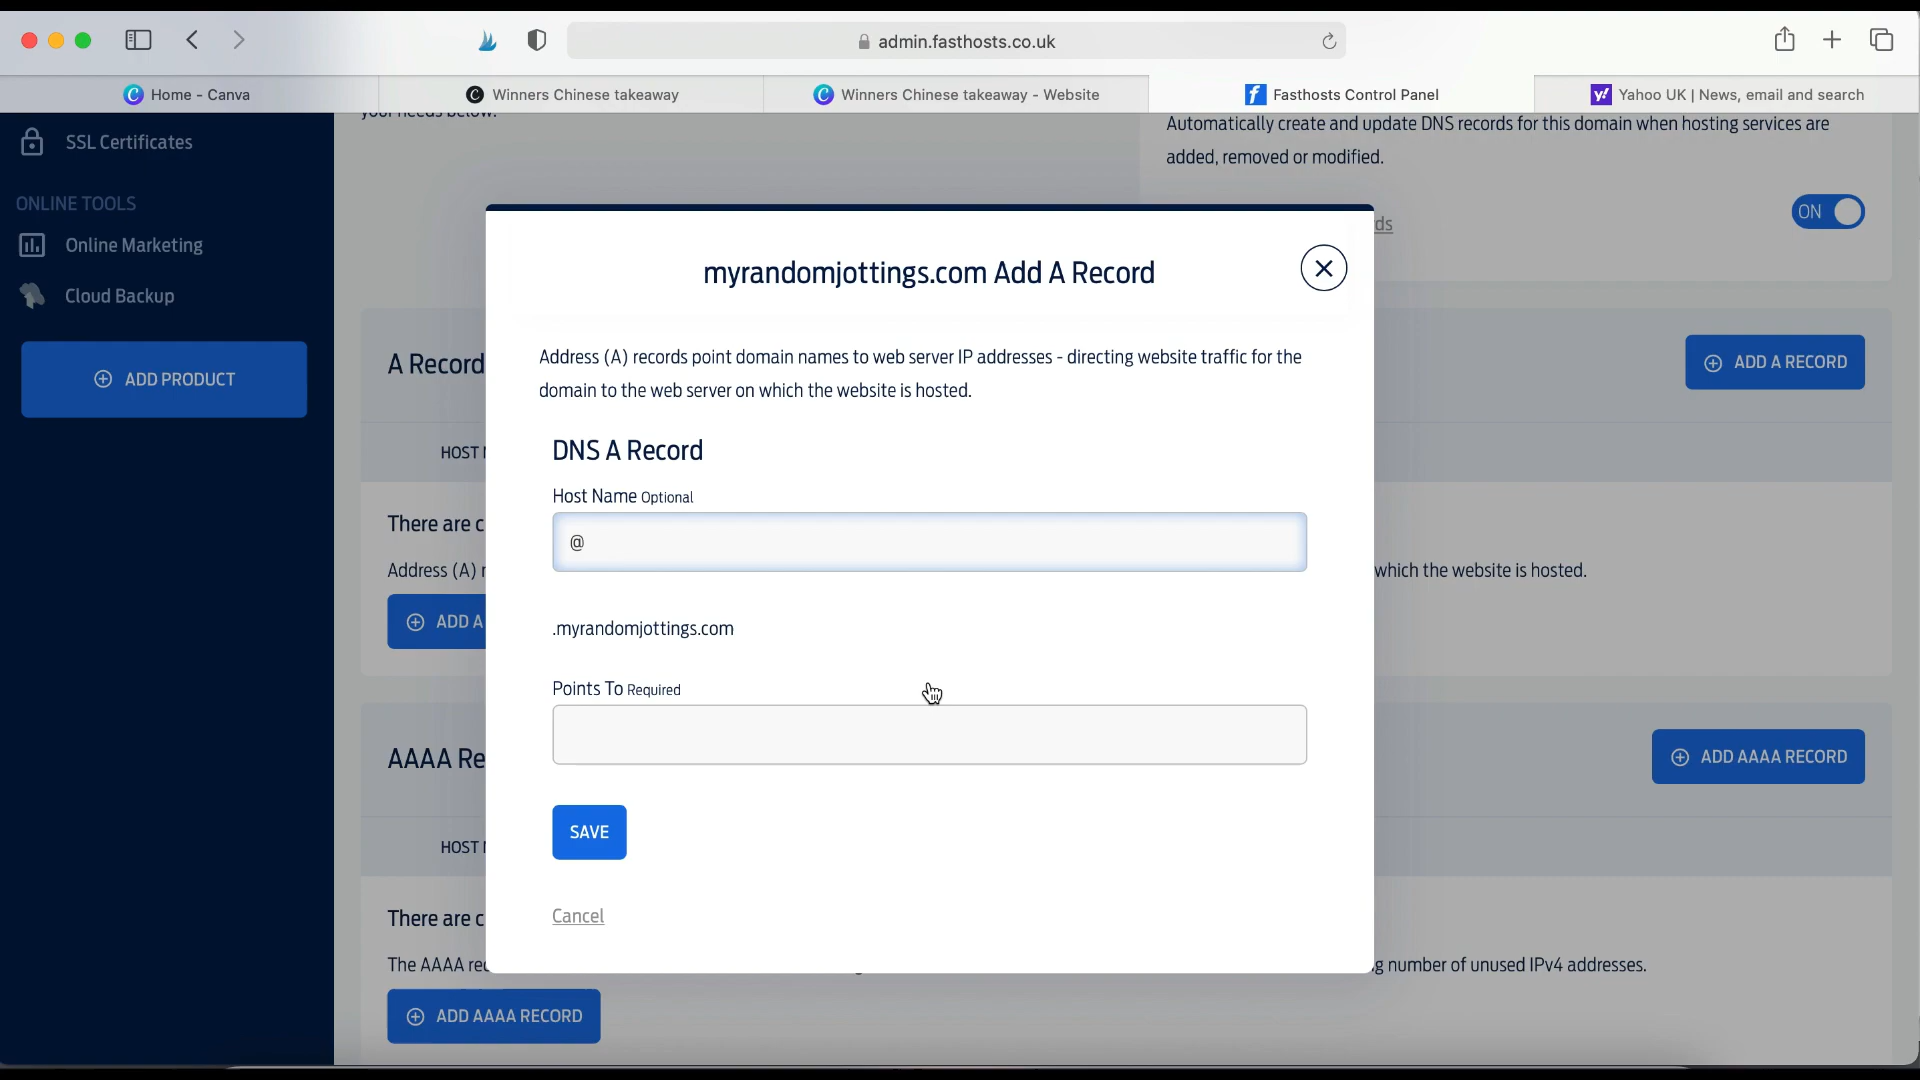 admin.fasthosts.co.uk
Home - Canva
Winners Chinese takeaway
Winners Chinese takeaway - Website
Fasthosts Control Panel
Yahoo UK | News, email and search
SSL Certificates
ONLINE TOOLS
Online Marketing
Cloud Backup
ADD PRODUCT
your needs below.
Automatically create and update DNS records for this domain when hosting services are
added, removed or modified.
ds
ON
A Record
ADD A RECORD
HOST
There are c
Address (A) r
which the website is hosted.
ADD A
AAAA Re
ADD AAAA RECORD
HOST
There are c
The AAAA rec
g number of unused IPv4 addresses.
ADD AAAA RECORD
myrandomjottings.com Add A Record
Address (A) records point domain names to web server IP addresses - directing website traffic for the
domain to the web server on which the website is hosted.
DNS A Record
Host Name Optional
@
.myrandomjottings.com
Points To Required
SAVE
Cancel